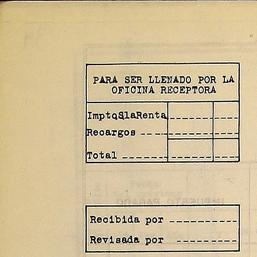 PARA SER LLENADO POR LA
OFICINA RECEPTORA
ImptoSlaRenta
Recargos
Total
Recibida por
Revisada por